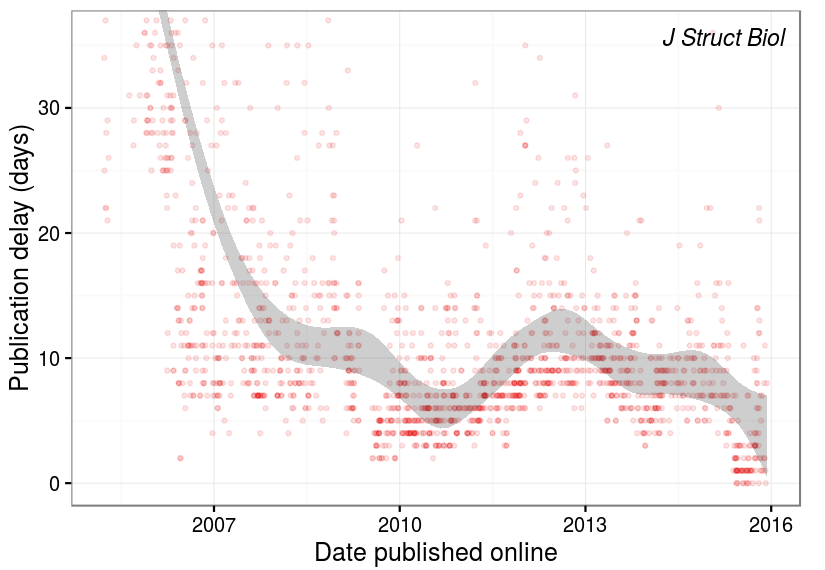 J Struct Biol
Publication delay (days)
30
20
10
0
2007
2010
2013
2016
Date published online